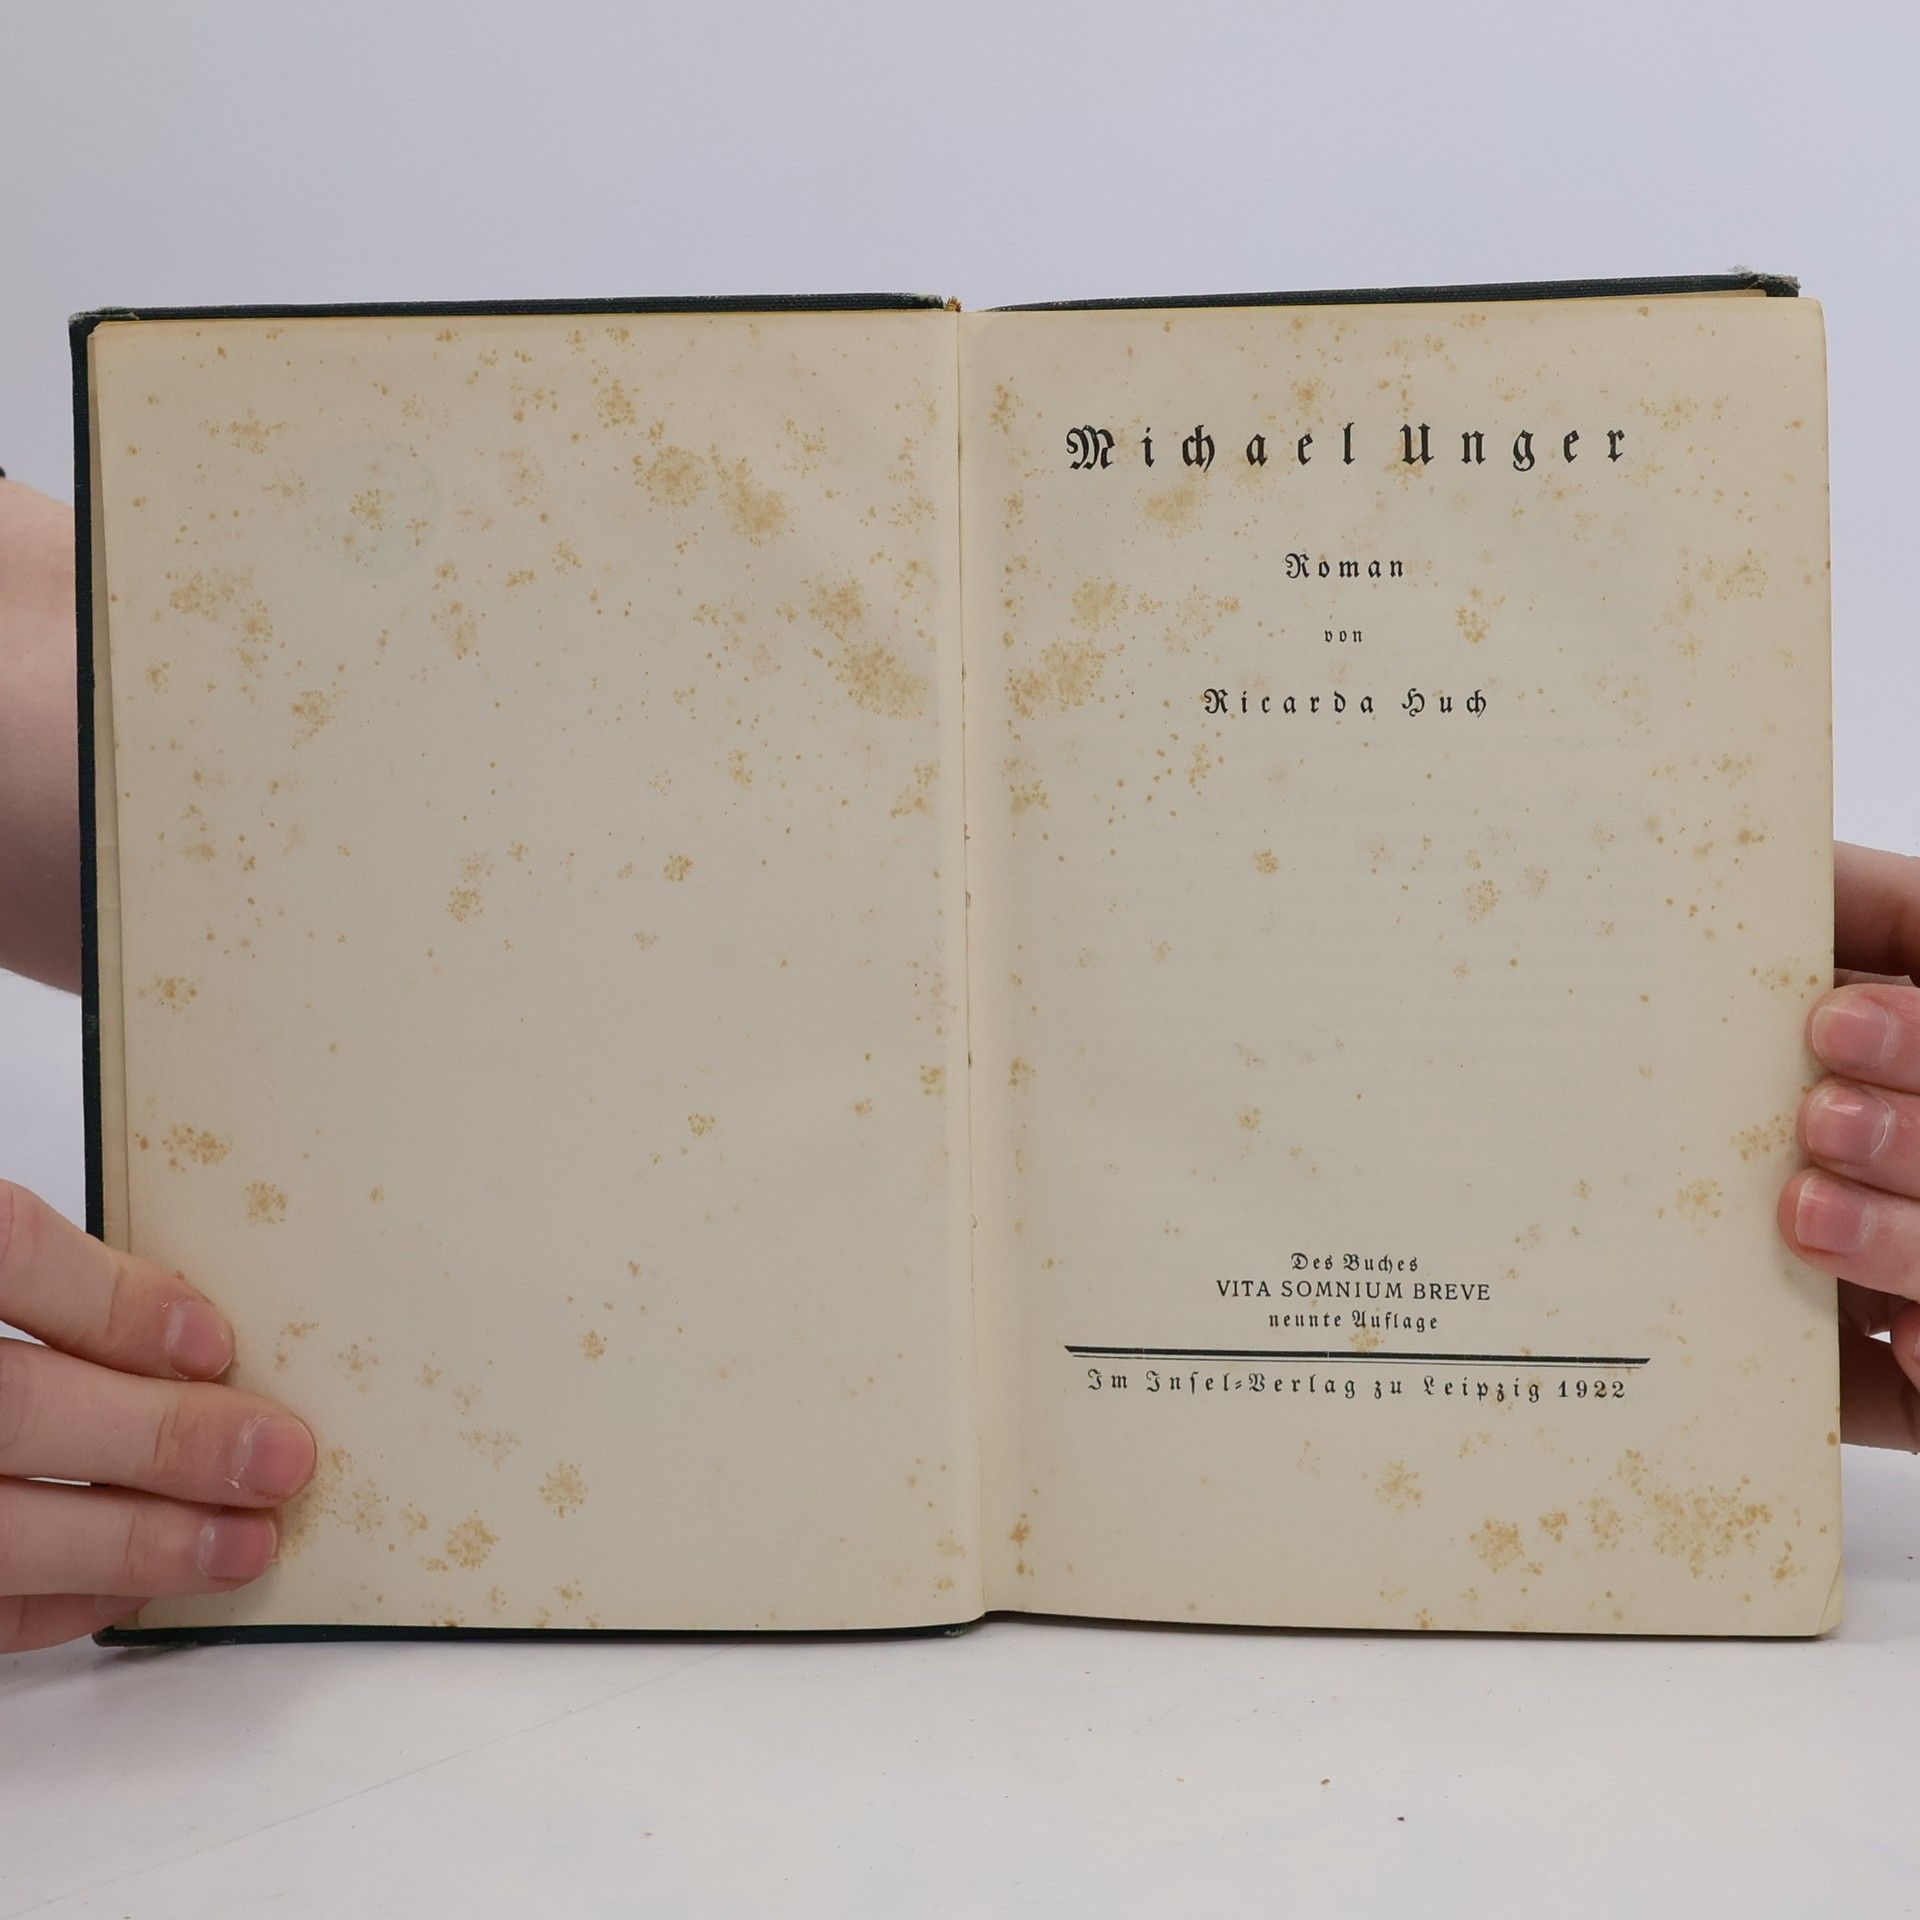 Michael Unger
Roman
von
Ricarda Huch
Des Buches
VITA SOMNIUM BREVE
neunte Auflage
Im Inſel-Verlag zu Leipzig 1922